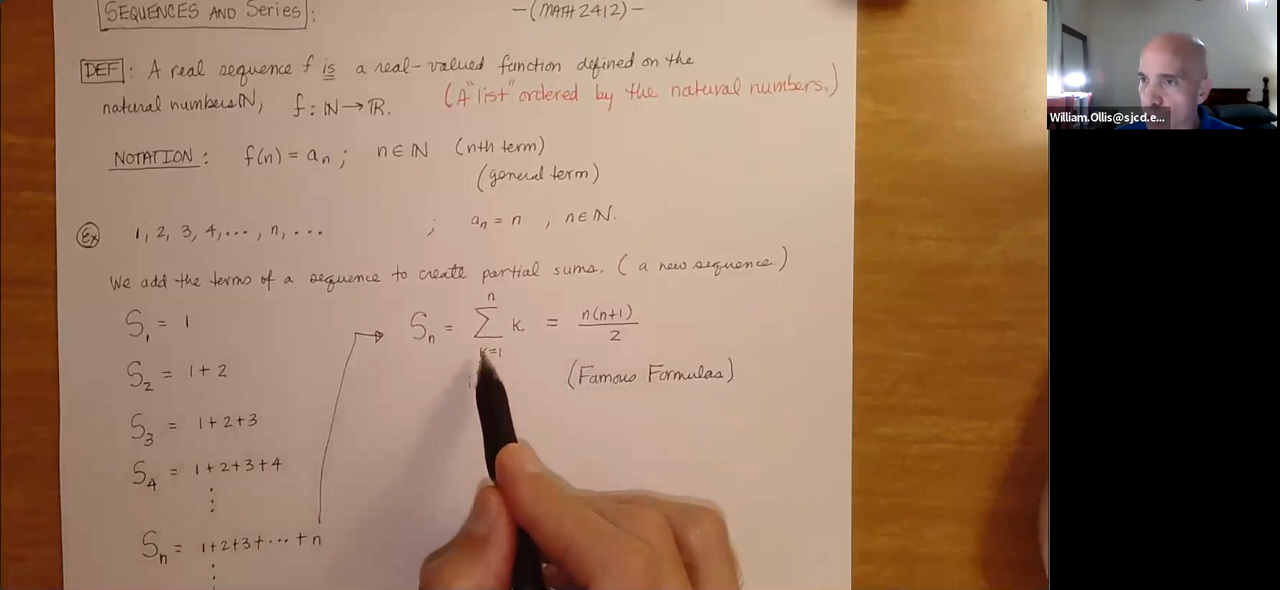 SEQUENCES AND Series:
-(MATH 2412)-
DEF: A real sequence f is a real-valued function defined on the
natural numbers ℕ, f: ℕ→ℝ. (A "list" ordered by the natural numbers.)
NOTATION: f(n) = aₙ ; n∈ℕ (nth term)
(general term)
Ex 1, 2, 3, 4, ..., n, ... ; aₙ = n ; n∈ℕ.
We add the terms of a sequence to create partial sums. (a new sequence.)
S₁ = 1
Sₙ = ∑ₖ₌₁ⁿ k = n(n+1)/2
S₂ = 1+2
(Famous Formulas)
S₃ = 1+2+3
S₄ = 1+2+3+4
⋮
Sₙ = 1+2+3+···+n
⋮
William.Ollis@sjcd.e...